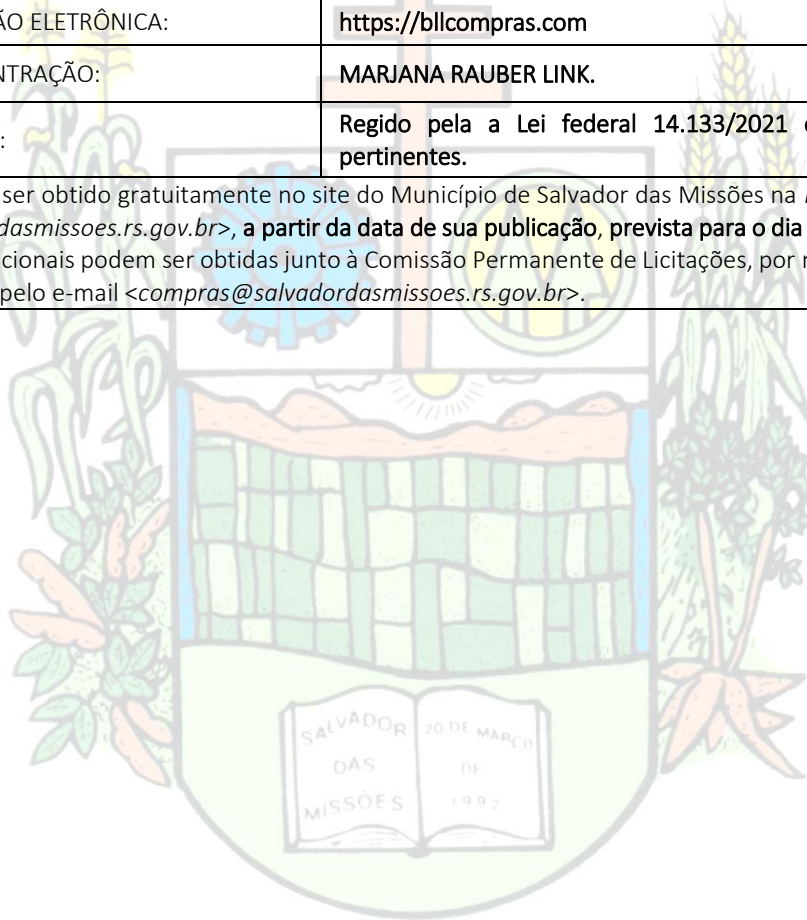 ÃO ELETRÔNICA: https://bllcompras.com
NTRAÇÃO: MARJANA RAUBER LINK.
: Regido pela a Lei federal 14.133/2021
pertinentes.
ser obtido gratuitamente no site do Município de Salvador das Missões na
dasmissoes.rs.gov.br>, a partir da data de sua publicação, prevista para o dia
cionais podem ser obtidas junto à Comissão Permanente de Licitações, por
pelo e-mail <compras@salvadordasmissoes.rs.gov.br>.
SALVADOR
DAS
MISSÕES
20 DE MARÇO
DE
1992